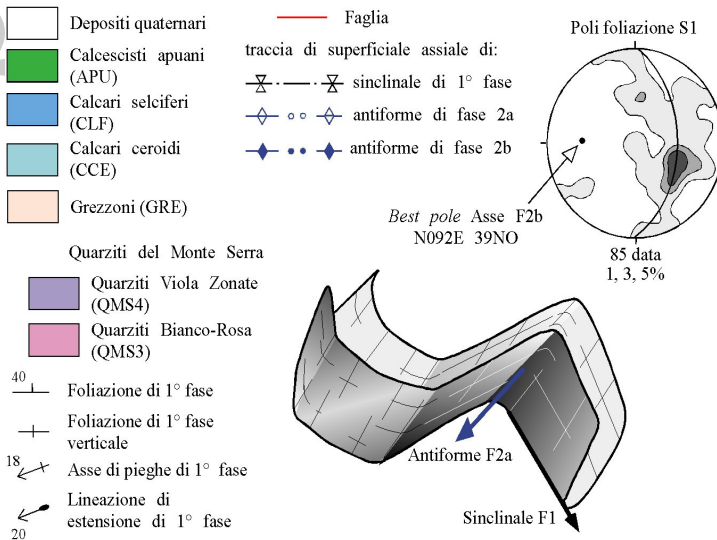 Depositi quaternari
Calcescisti apuani
(APU)
Calcari selciferi
(CLF)
Calcari ceroidi
(CCE)
Grezzoni (GRE)
Quarziti del Monte Serra
Quarziti Viola Zonate
(QMS4)
Quarziti Bianco-Rosa
(QMS3)
40
Foliazione di 1° fase
Foliazione di 1° fase
verticale
18
Asse di pieghe di 1° fase
Lineazione di
estensione di 1° fase
20
Faglia
traccia di superficiale assiale di:
sinclinale di 1° fase
antiforme di fase 2a
antiforme di fase 2b
Poli foliazione S1
Best pole Asse F2b
N092E 39NO
85 data
1, 3, 5%
Antiforme F2a
Sinclinale F1